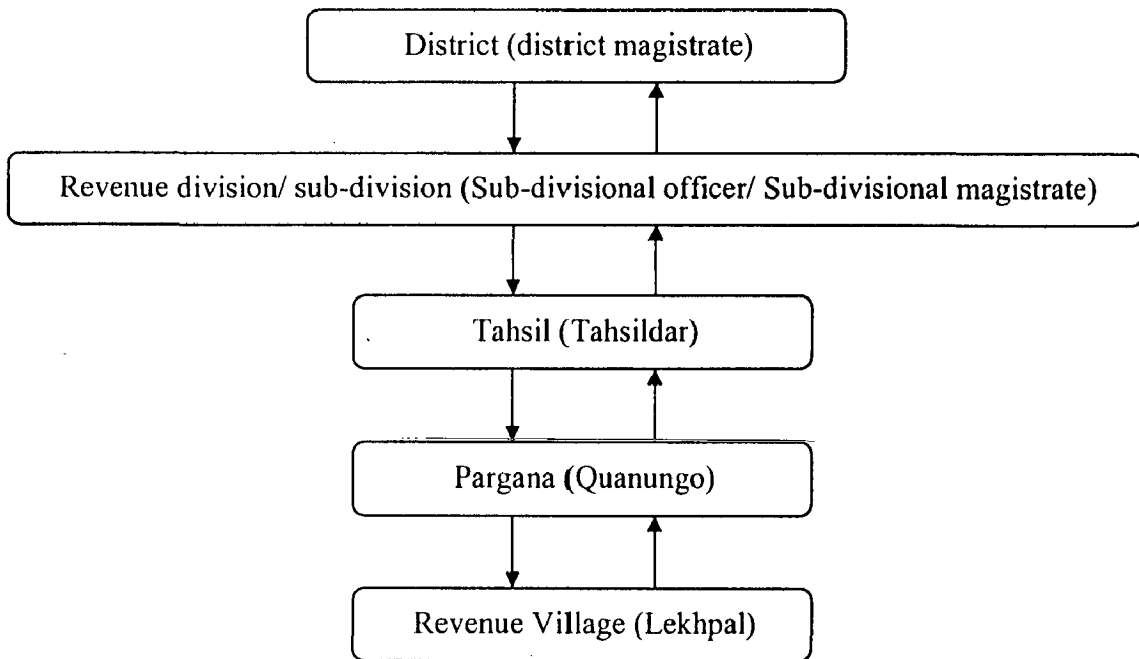 District (district magistrate)
Revenue division/ sub-division (Sub-divisional officer/ Sub-divisional magistrate)
Tahsil (Tahsildar)
Pargana (Quanungo)
Revenue Village (Lekhpal)